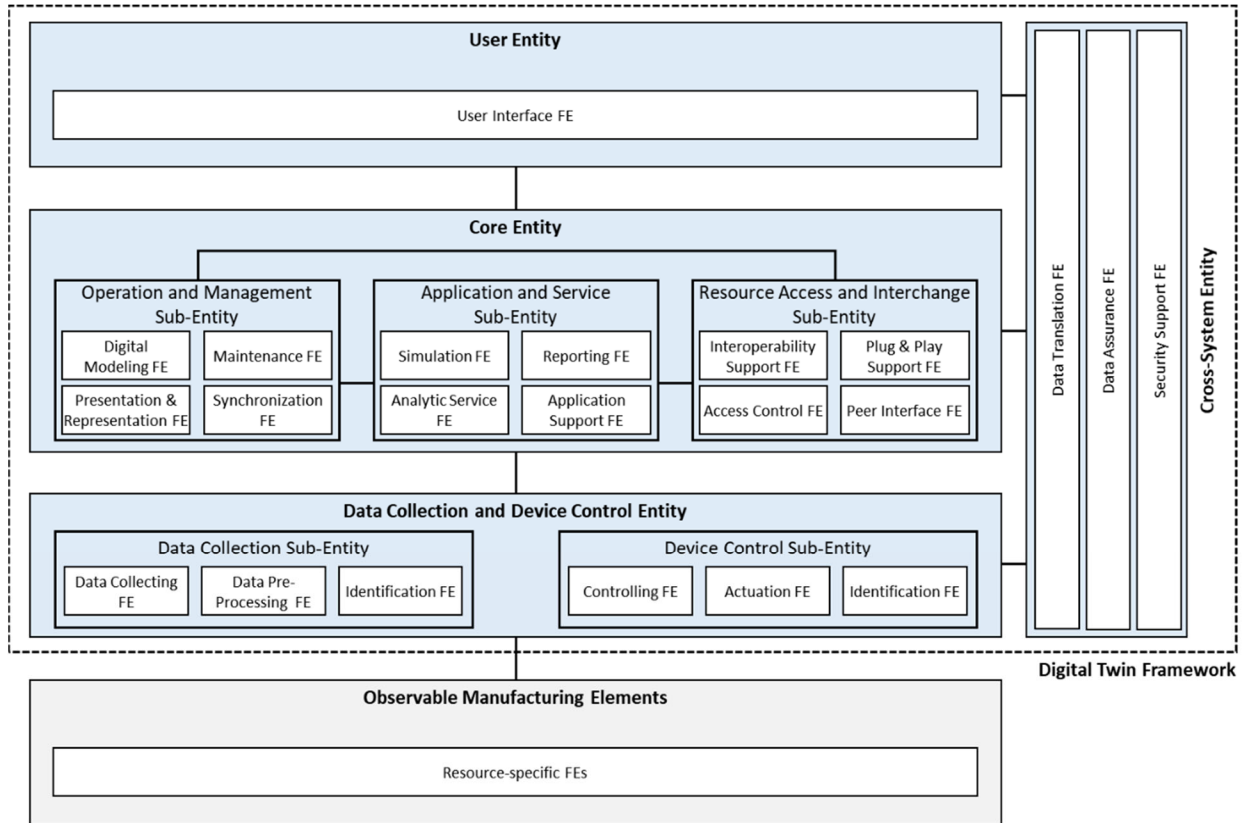 User Entity
User Interface FE
Core Entity
Operation and Management
Sub-Entity
Digital
Modeling FE
Maintenance FE
Presentation &
Representation FE
Synchronization
FE
Application and Service
Sub-Entity
Simulation FE
Reporting FE
Analytic Service
FE
Application
Support FE
Resource Access and Interchange
Sub-Entity
Interoperability
Support FE
Plug & Play
Support FE
Access Control FE
Peer Interface FE
Data Collection and Device Control Entity
Data Collection Sub-Entity
Data Collecting
FE
Data Pre-
Processing FE
Identification FE
Device Control Sub-Entity
Controlling FE
Actuation FE
Identification FE
Data Translation FE
Data Assurance FE
Security Support FE
Cross-System Entity
Digital Twin Framework
Observable Manufacturing Elements
Resource-specific FEs